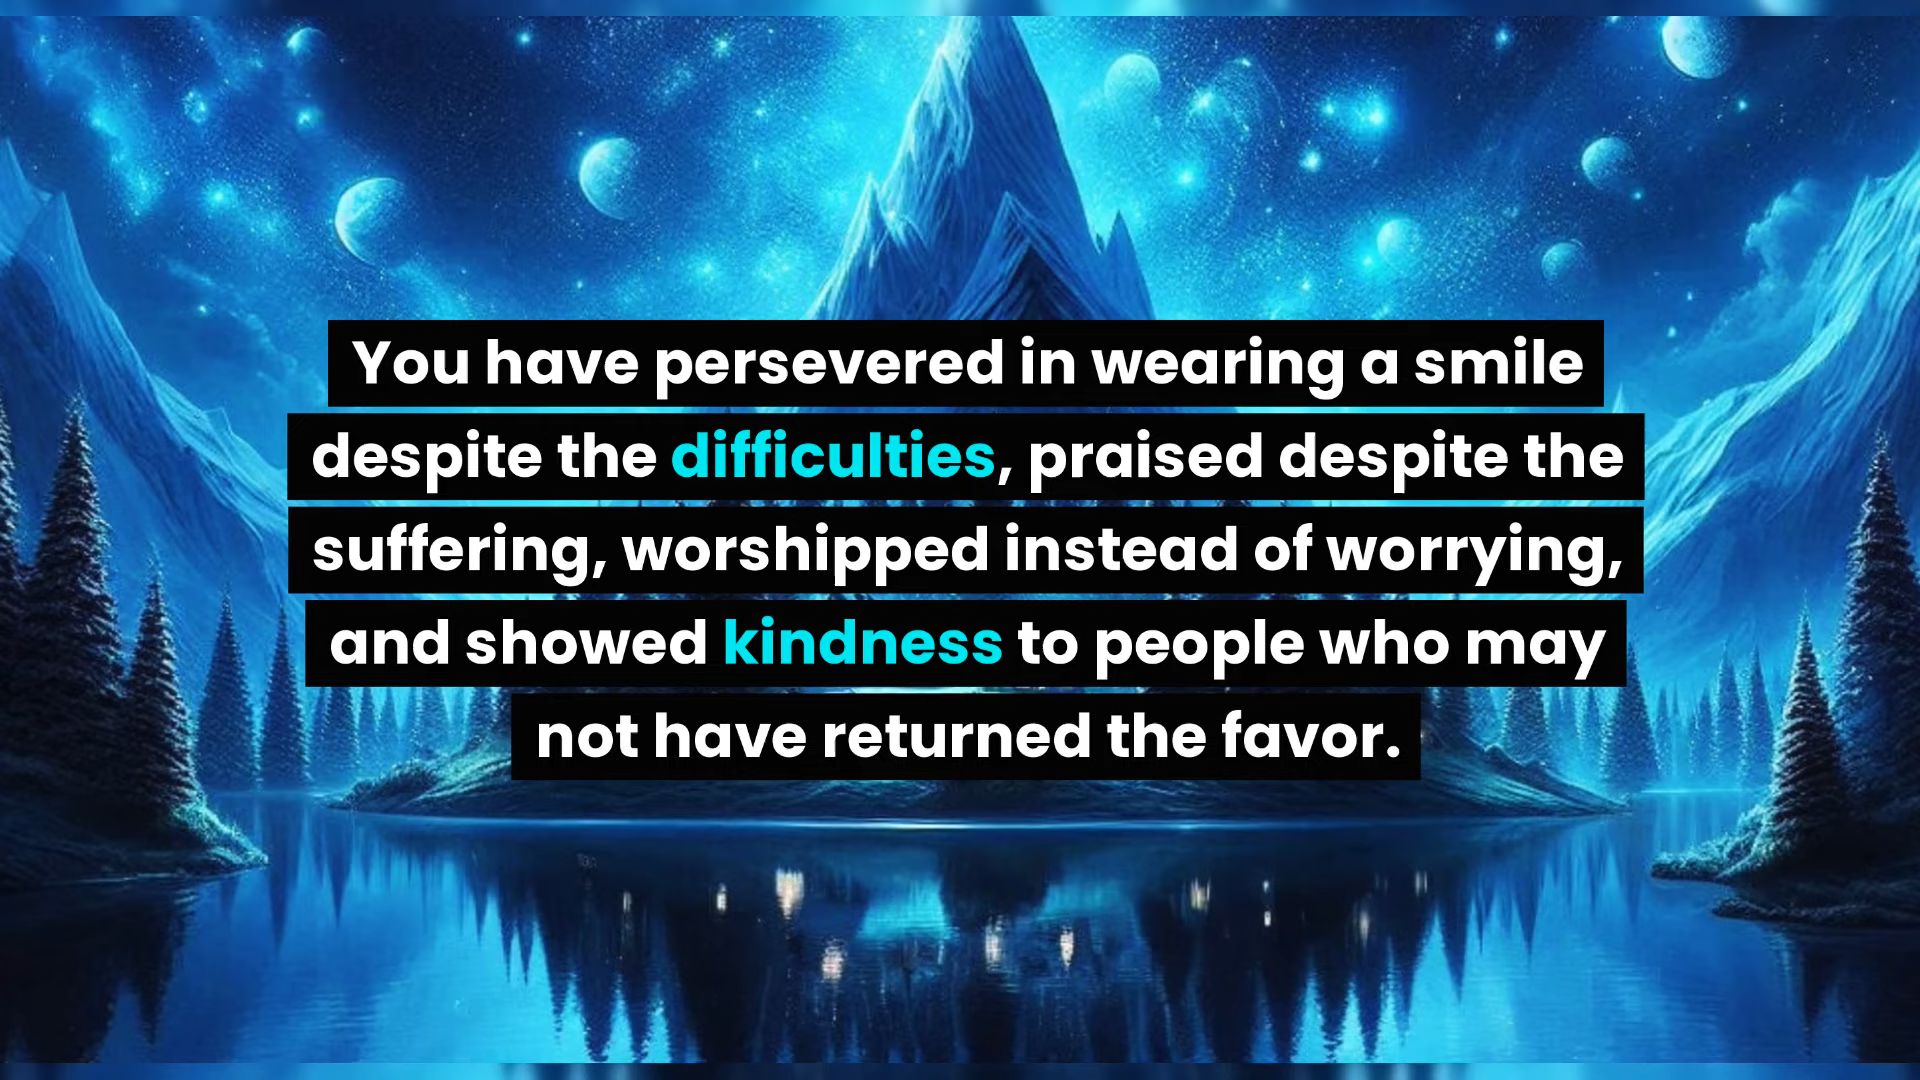 You have persevered in wearing a smile
despite the difficulties, praised despite the
suffering, worshipped instead of worrying,
and showed kindness to people who may
not have returned the favor.